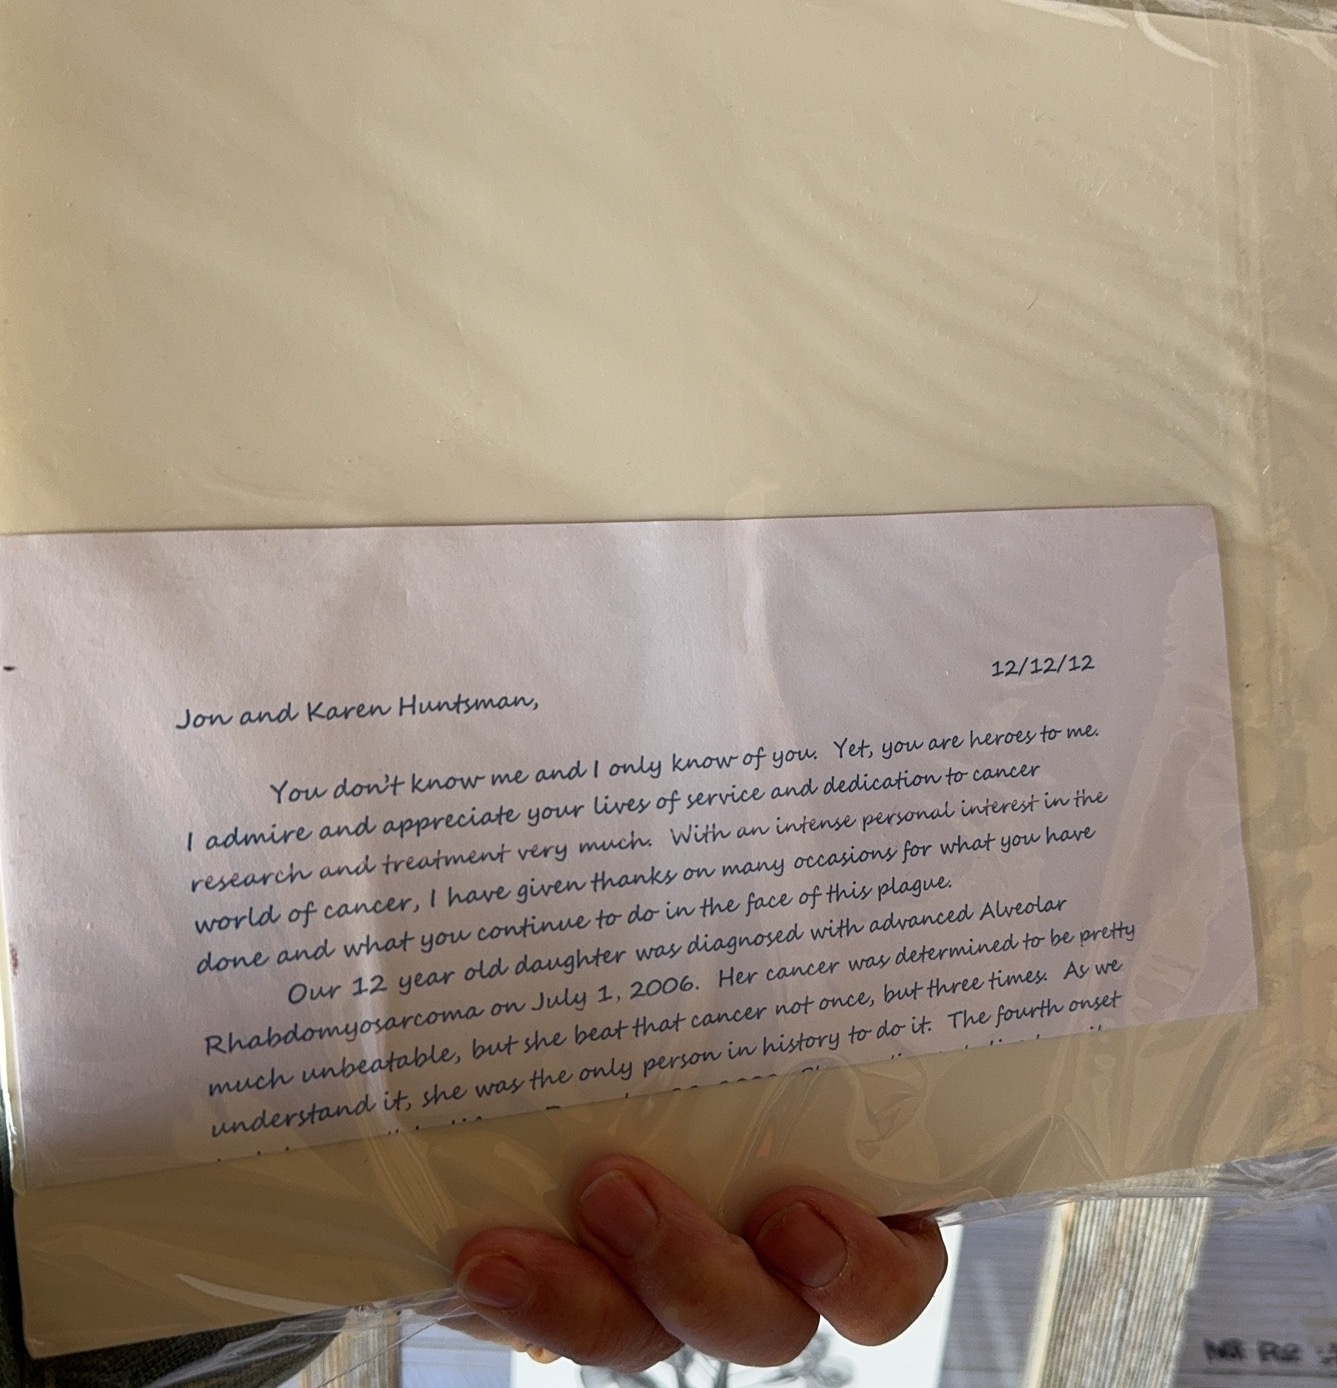 12/12/12
Jon and Karen Huntsman,
You don't know me and I only know of you. Yet, you are heroes to me.
I admire and appreciate your lives of service and dedication to cancer
research and treatment very much. With an intense personal interest in the
world of cancer, I have given thanks on many occasions for what you have
done and what you continue to do in the face of this plague.
Our 12 year old daughter was diagnosed with advanced Alveolar
Rhabdomyosarcoma on July 1, 2006. Her cancer was determined to be pretty
much unbeatable, but she beat that cancer not once, but three times. As we
understand it, she was the only person in history to do it. The fourth onset